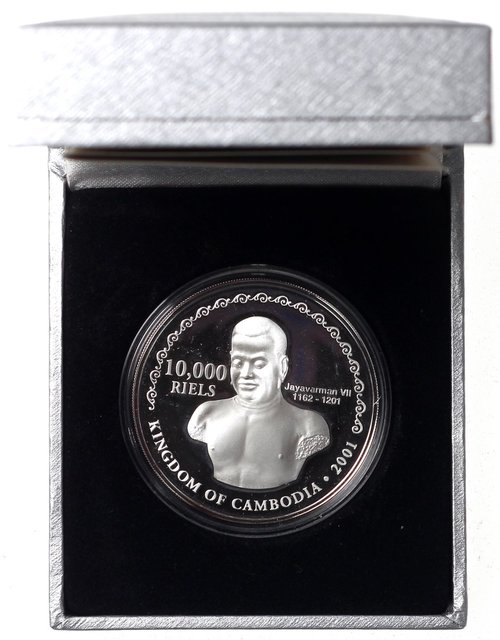 10,000
RIELS
Jayavarman VII
1162 - 1201
KINGDOM OF CAMBODIA • 2001